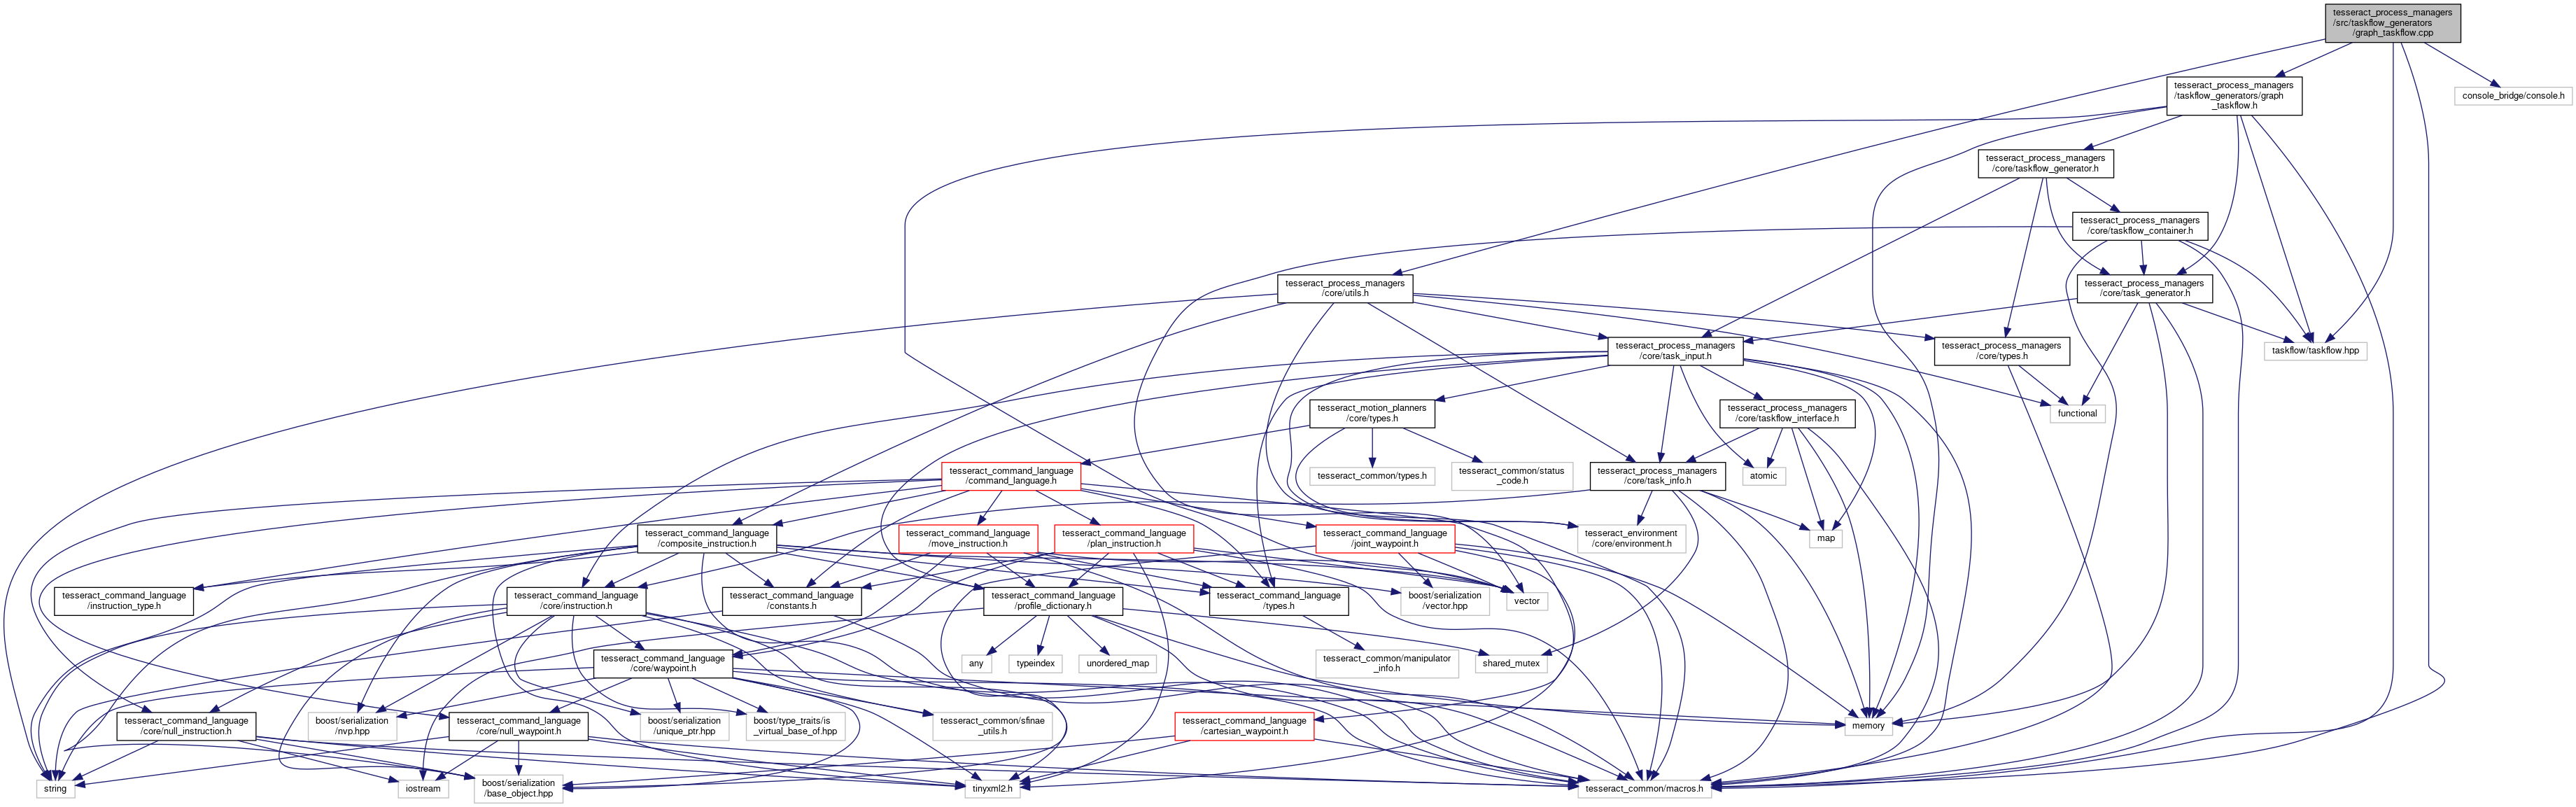 tesseract_process_managers
/src/taskflow_generators
/graph_taskflow.cpp
tesseract_process_managers
/taskflow_generators/graph
_taskflow.h
console_bridge/console.h
tesseract_process_managers
/core/taskflow_generator.h
tesseract_process_managers
/core/taskflow_container.h
tesseract_process_managers
/core/utils.h
tesseract_process_managers
/core/task_generator.h
tesseract_process_managers
/core/task_input.h
tesseract_process_managers
/core/types.h
taskflow/taskflow.hpp
tesseract_motion_planners
/core/types.h
tesseract_process_managers
/core/taskflow_interface.h
functional
tesseract_command_language
/command_language.h
tesseract_common/types.h
tesseract_common/status
_code.h
tesseract_process_managers
/core/task_info.h
atomic
tesseract_command_language
/composite_instruction.h
tesseract_command_language
/move_instruction.h
tesseract_command_language
/plan_instruction.h
tesseract_command_language
/joint_waypoint.h
tesseract_environment
/core/environment.h
map
tesseract_command_language
/instruction_type.h
tesseract_command_language
/core/instruction.h
tesseract_command_language
/constants.h
tesseract_command_language
/profile_dictionary.h
tesseract_command_language
/types.h
boost/serialization
/vector.hpp
vector
tesseract_command_language
/core/waypoint.h
any
typeindex
unordered_map
tesseract_common/manipulator
_info.h
shared_mutex
tesseract_command_language
/core/null_instruction.h
boost/serialization
/nvp.hpp
tesseract_command_language
/core/null_waypoint.h
boost/serialization
/unique_ptr.hpp
boost/type_traits/is
_virtual_base_of.hpp
tesseract_common/sfinae
_utils.h
tesseract_command_language
/cartesian_waypoint.h
memory
string
iostream
boost/serialization
/base_object.hpp
tinyxml2.h
tesseract_common/macros.h